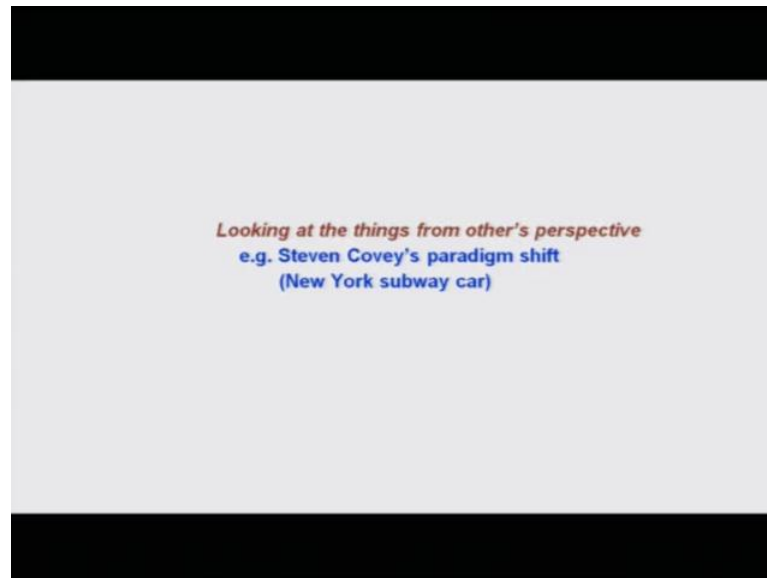 Looking at the things from other's perspective
e.g. Steven Covey's paradigm shift
(New York subway car)